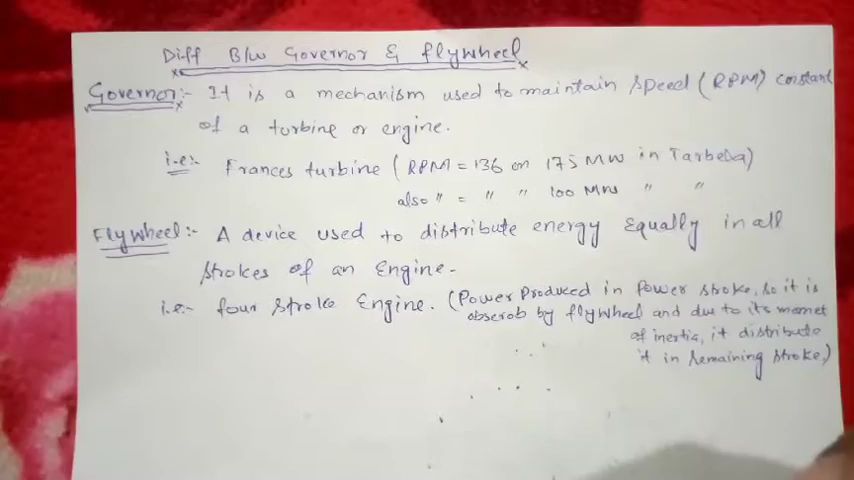 Diff B/w Governor & flywheel
Governor:- It is a mechanism used to maintain speed (RPM) constant
of a turbine or engine.
i.e:- Frances turbine (RPM = 136 on 175 MW in Tarbela)
also " = " " 100 MW " "
Flywheel:- A device used to distribute energy Equally in all
strokes of an Engine.
i.e:- four stroke Engine. (Power Produced in Power stroke, so it is
obserob by flywheel and due to its momet
of inertia, it distribute
it in remaining stroke,)